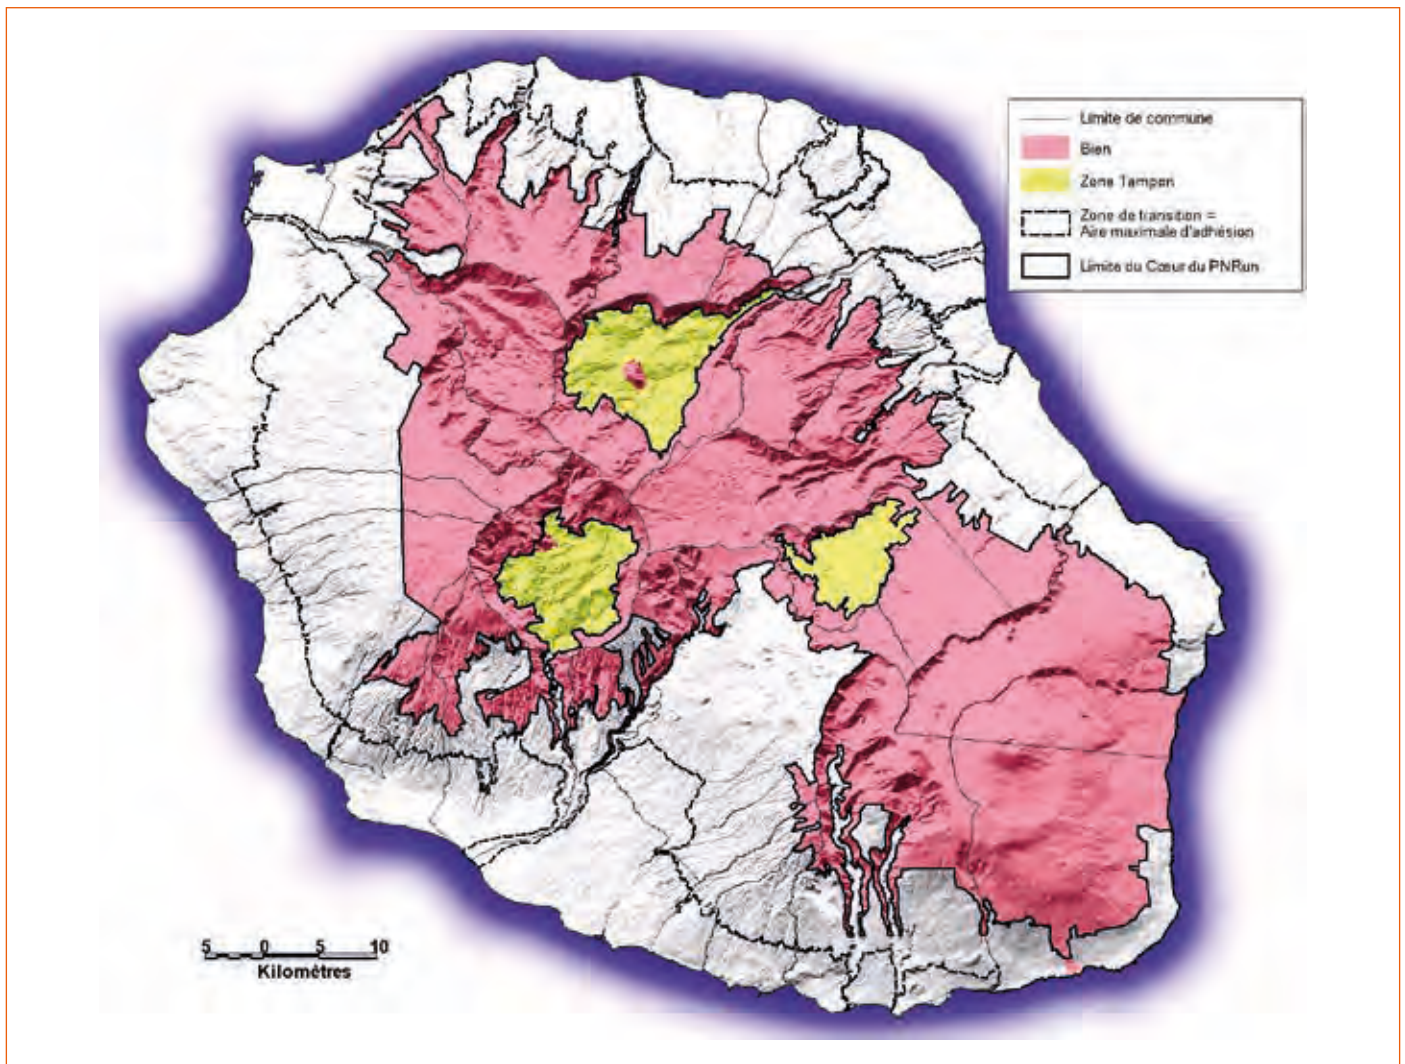 Limite de commune
Bien
Zone Tampon
Zone de transition =
Aire maximale d'adhésion
Limite du Cœur du PNRun
5 0 5 10
Kilomètres